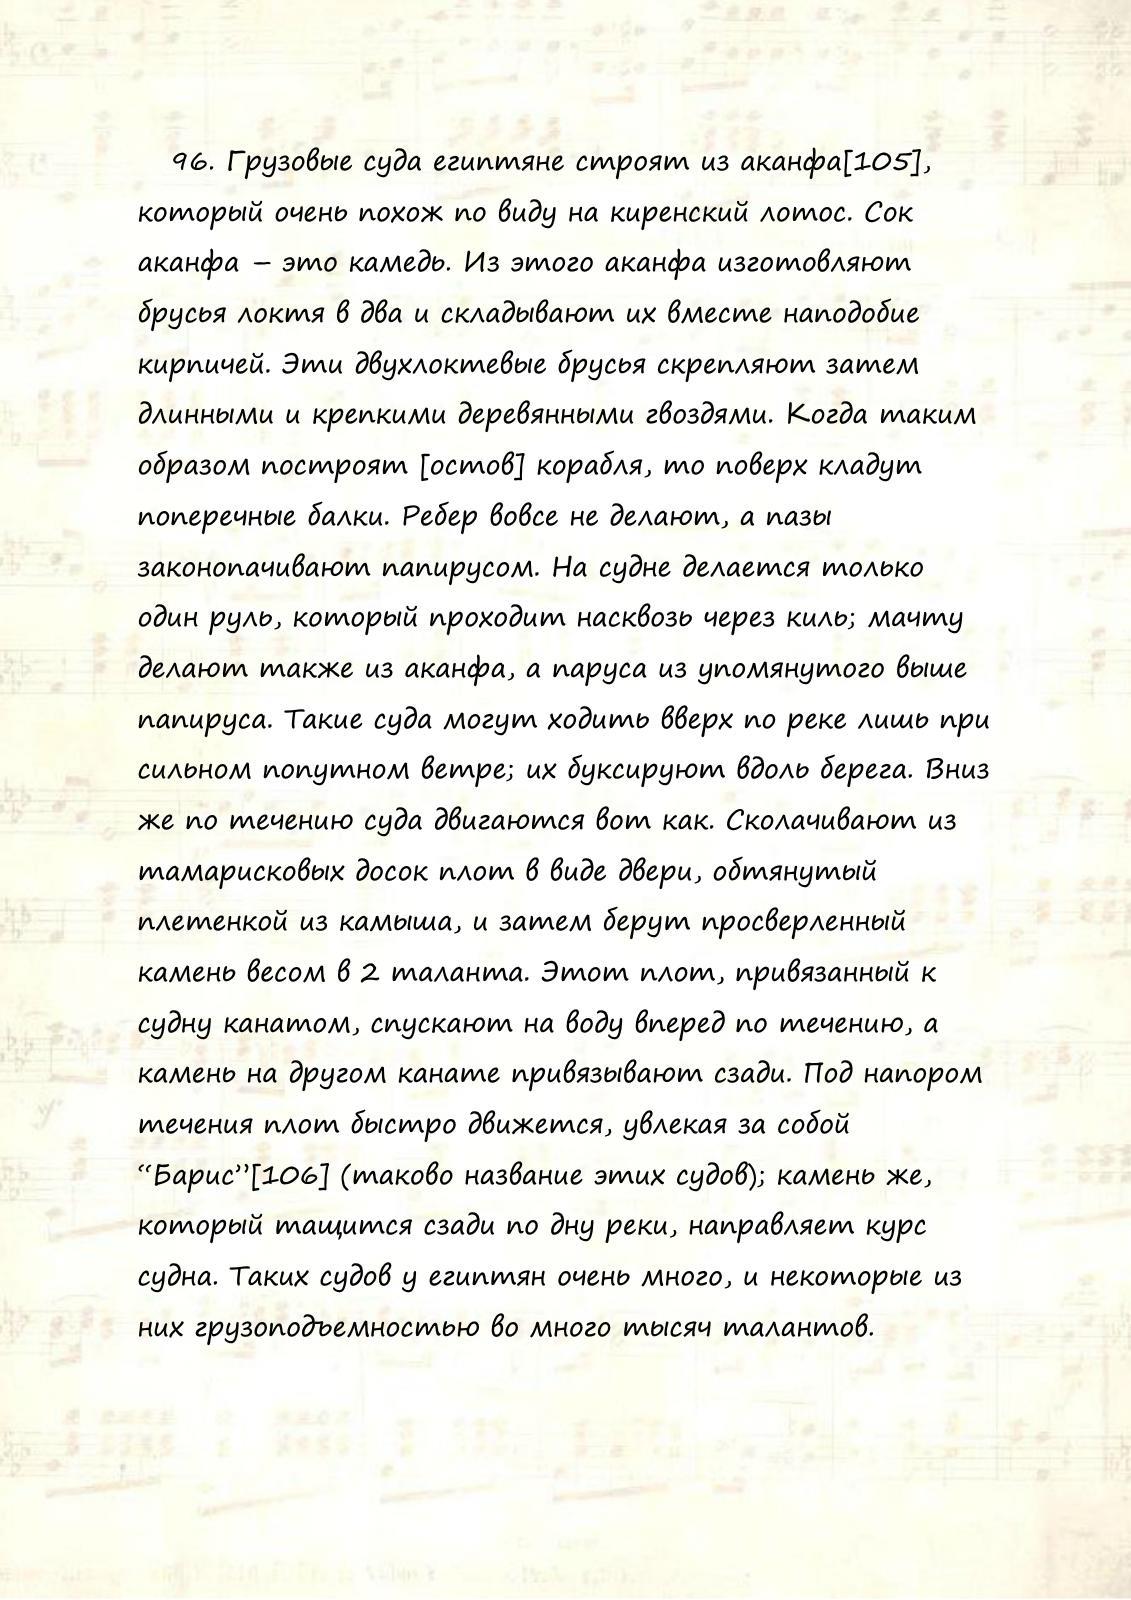 96. Грузовые суда египтяне строят из аканфа[105],
который очень похож по виду на киренский лотос. Сок
аканфа – это камедь. Из этого аканфа изготовляют
брусья локтя в два и складывают их вместе наподобие
кирпичей. Эти двухлоктевые брусья скрепляют затем
длинными и крепкими деревянными гвоздями. Когда таким
образом построят [остов] корабля, то поверх кладут
поперечные балки. Ребер вовсе не делают, а пазы
законопачивают папирусом. На судне делается только
один руль, который проходит насквозь через киль; мачту
делают также из аканфа, а паруса из упомянутого выше
папируса. Такие суда могут ходить вверх по реке лишь при
сильном попутном ветре; их буксируют вдоль берега. Вниз
же по течению суда двигаются вот как. Сколачивают из
тамарисковых досок плот в виде двери, обтянутый
плетенкой из камыша, и затем берут просверленный
камень весом в 2 таланта. Этот плот, привязанный к
судну канатом, спускают на воду вперед по течению, а
камень на другом канате привязывают сзади. Под напором
течения плот быстро движется, увлекая за собой
“Барис”[106] (таково название этих судов); камень же,
который тащится сзади по дну реки, направляет курс
судна. Таких судов у египтян очень много, и некоторые из
них грузоподъемностью во много тысяч талантов.